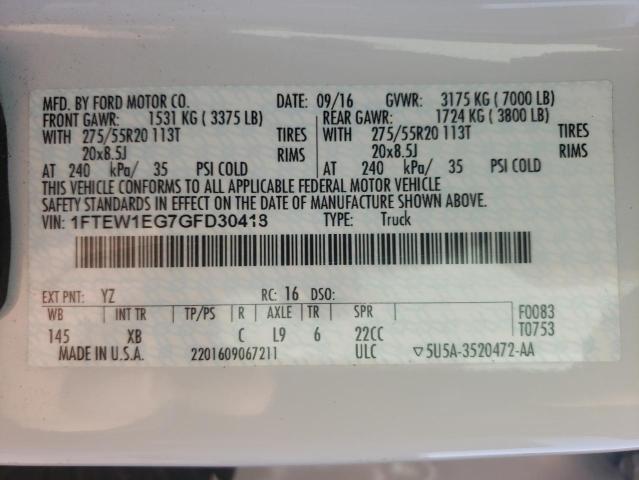 MFD. BY FORD MOTOR CO. DATE: 09/16 GVWR: 3175 KG ( 7000 LB)
FRONT GAWR: 1531 KG ( 3375 LB) REAR GAWR: 1724 KG ( 3800 LB)
WITH 275/55R20 113T TIRES 275/55R20 113T TIRES
20x8.5J RIMS 20x8.5J RIMS
AT 240 kPa/ 35 PSI COLD AT 240 kPa/ 35 PSI COLD
THIS VEHICLE CONFORMS TO ALL APPLICABLE FEDERAL MOTOR VEHICLE
SAFETY STANDARDS IN EFFECT ON THE DATE OF MANUFACTURE SHOWN ABOVE.
VIN: 1FTEW1EG7GFD30413 TYPE: Truck
EXT PNT: YZ RC: 16 DSO:
WB INT TR TP/PS R AXLE TR SPR F0083
145 XB C L9 6 22CC T0753
MADE IN U.S.A. 2201609067211 ULC ▽5U5A-3520472-AA